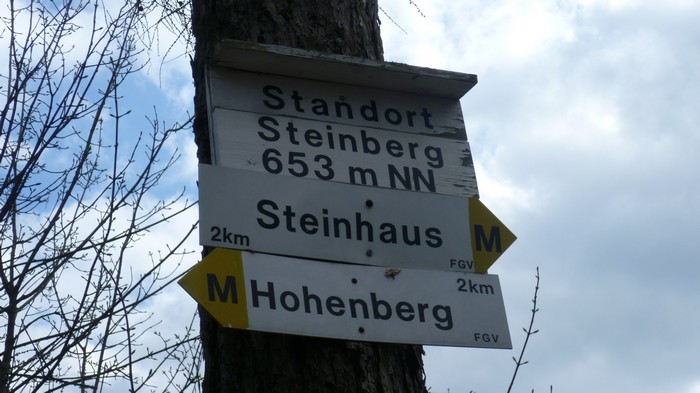 Standort
Steinberg
653 m NN
Steinhaus
2km
M
FGV
2km
M Hohenberg
FGV